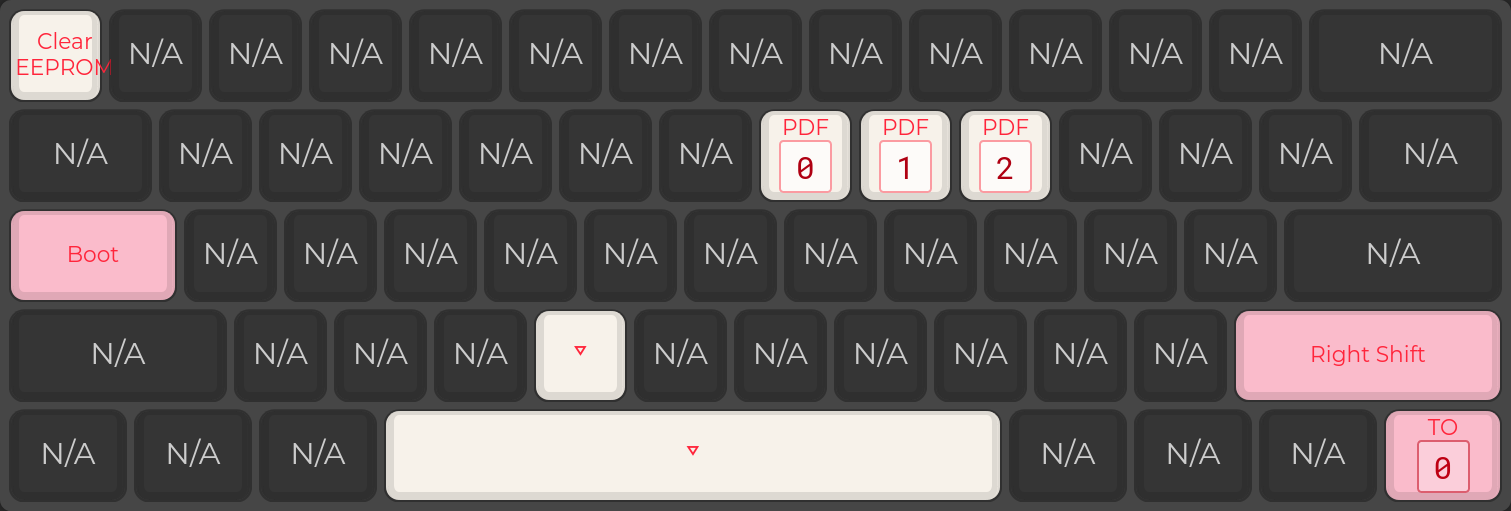 Clear
EEPROM N/A N/A N/A N/A N/A N/A N/A N/A N/A N/A N/A N/A N/A
N/A N/A N/A N/A N/A N/A N/A PDF 0 PDF 1 PDF 2 N/A N/A N/A N/A
Boot N/A N/A N/A N/A N/A N/A N/A N/A N/A N/A N/A N/A
N/A N/A N/A N/A ▿ N/A N/A N/A N/A N/A N/A Right Shift
N/A N/A N/A ▿ N/A N/A N/A TO 0